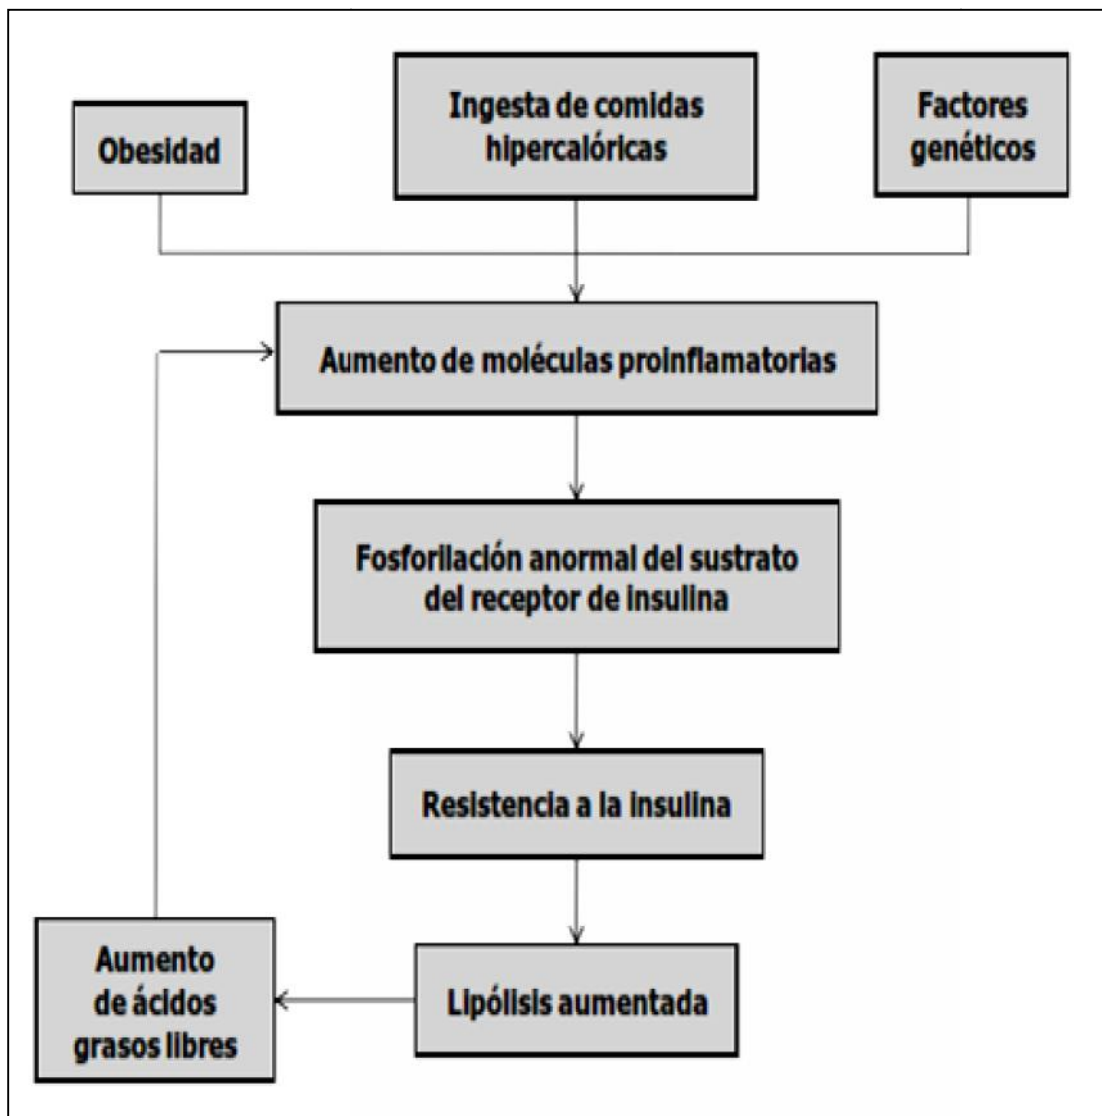 Obesidad
Ingesta de comidas
hipercalóricas
Factores
genéticos
Aumento de moléculas proinflamatorias
Fosforilación anormal del sustrato
del receptor de insulina
Resistencia a la insulina
Lipólisis aumentada
Aumento
de ácidos
grasos libres